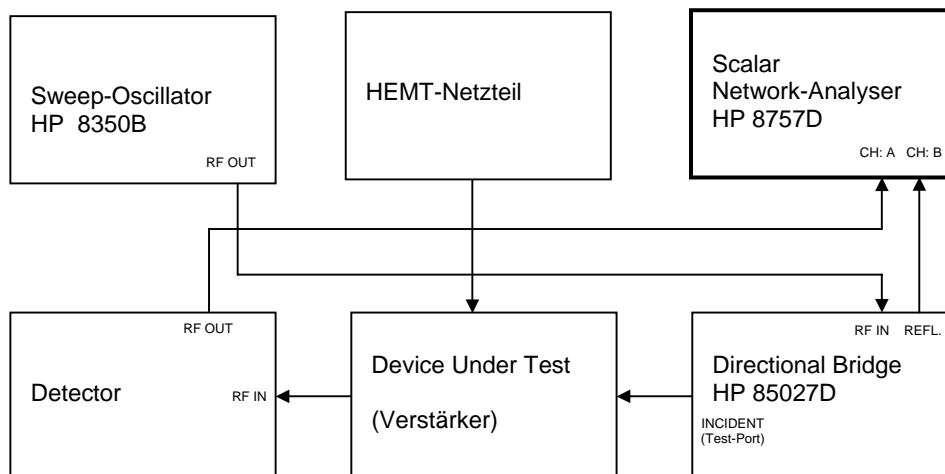 Sweep-Oscillator
HP 8350B
RF OUT
HEMT-Netzteil
Scalar
Network-Analyser
HP 8757D
CH: A CH: B
RF OUT
Detector
RF IN
Device Under Test
(Verstärker)
RF IN REFL.
Directional Bridge
HP 85027D
INCIDENT
(Test-Port)